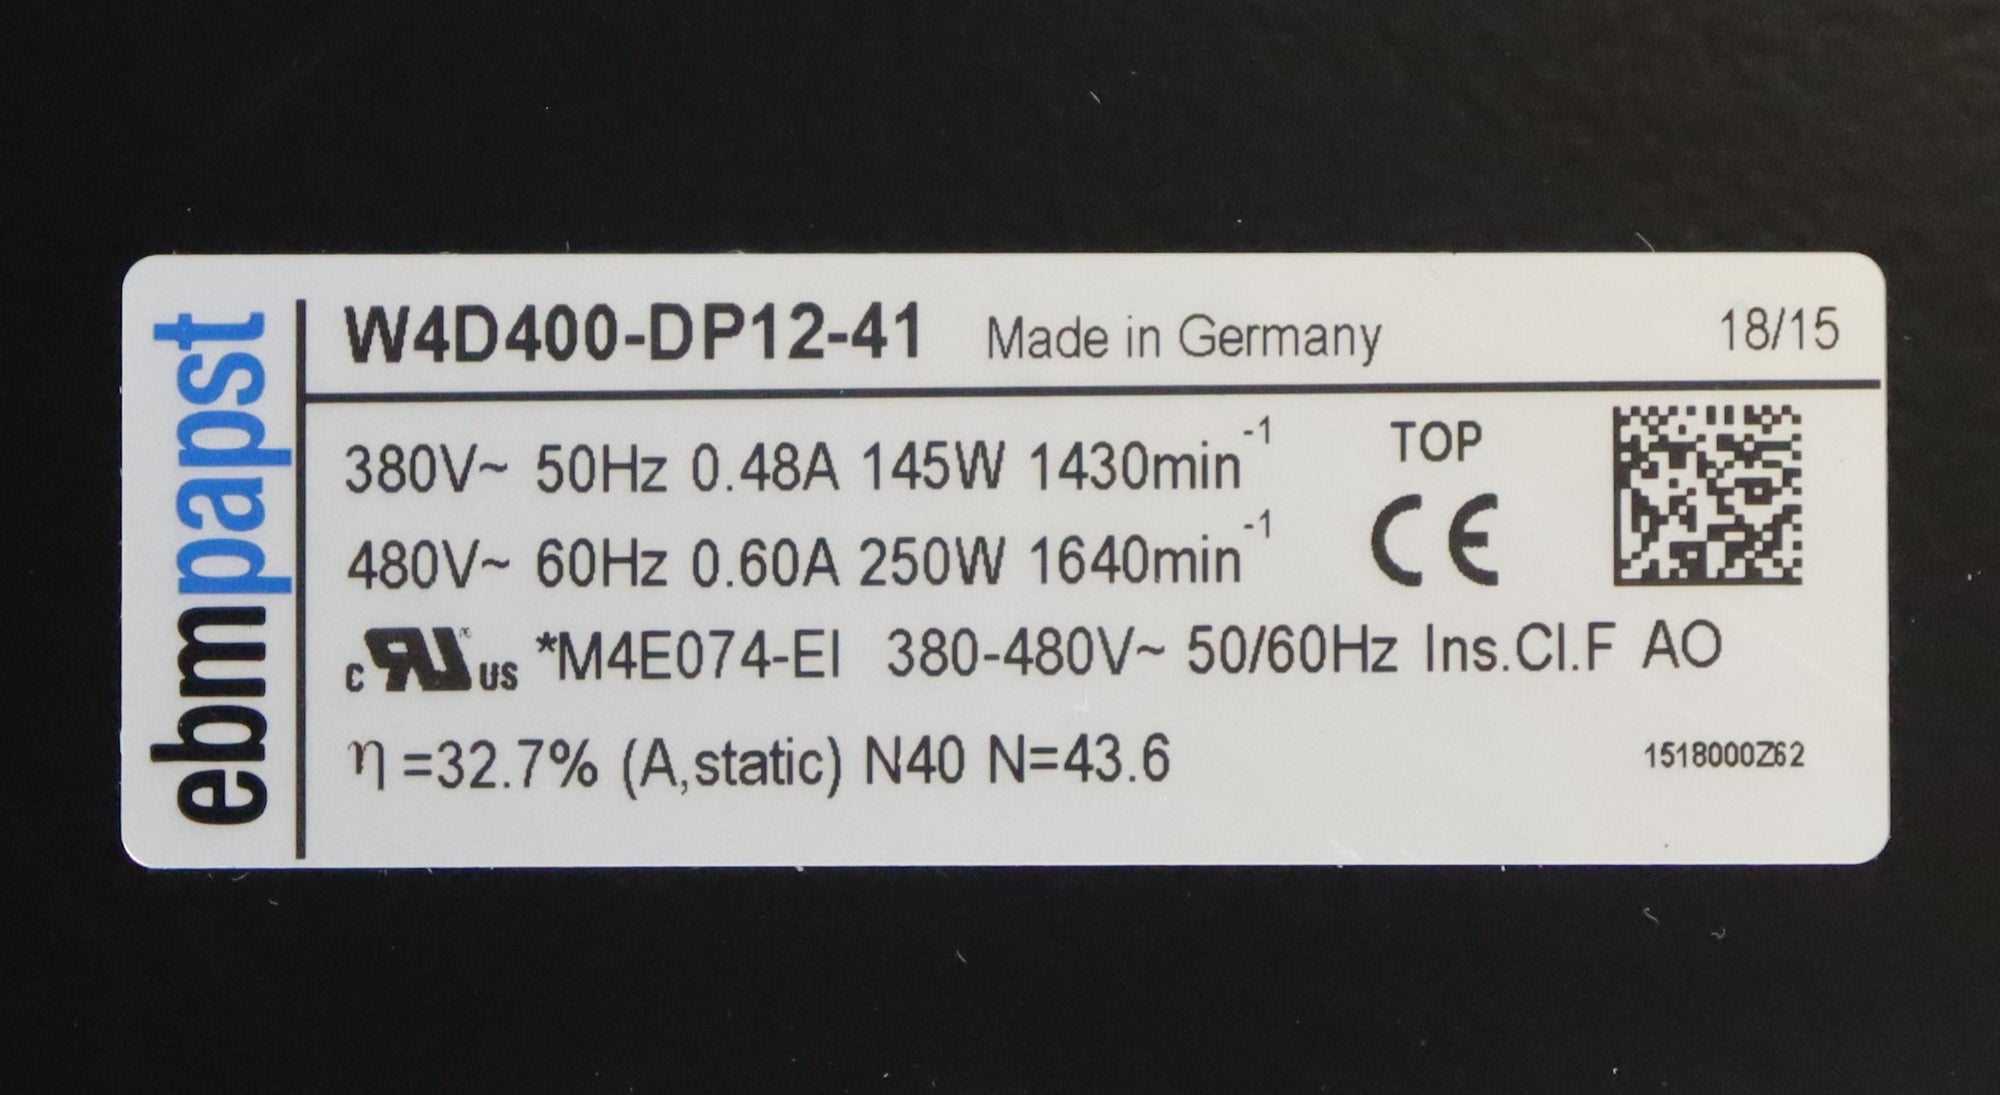 ebmpapst
W4D400-DP12-41 Made in Germany 18/15
380V~ 50Hz 0.48A 145W 1430min⁻¹ TOP
480V~ 60Hz 0.60A 250W 1640min⁻¹ CE
c RU us *M4E074-EI 380-480V~ 50/60Hz Ins.Cl.F AO
η =32.7% (A,static) N40 N=43.6 1518000Z62